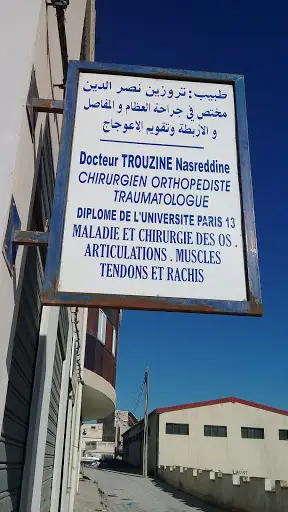 طبيب: تروزين نصر الدين
مختص في جراحة العظام و المفاصل
و الأربطة وتقويم الاعوجاج
Docteur TROUZINE Nasreddine
CHIRURGIEN ORTHOPEDISTE
TRAUMATOLOGUE
DIPLOME DE L'UNIVERSITE PARIS 13
MALADIE ET CHIRURGIE DES OS .
ARTICULATIONS . MUSCLES
TENDONS ET RACHIS